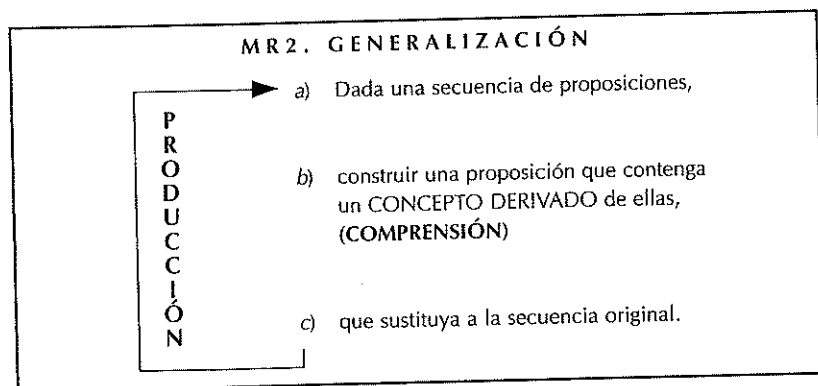 MR2. GENERALIZACIÓN
a) Dada una secuencia de proposiciones,
PRODUCCIÓN
b) construir una proposición que contenga
un CONCEPTO DERIVADO de ellas,
(COMPRENSIÓN)
c) que sustituya a la secuencia original.